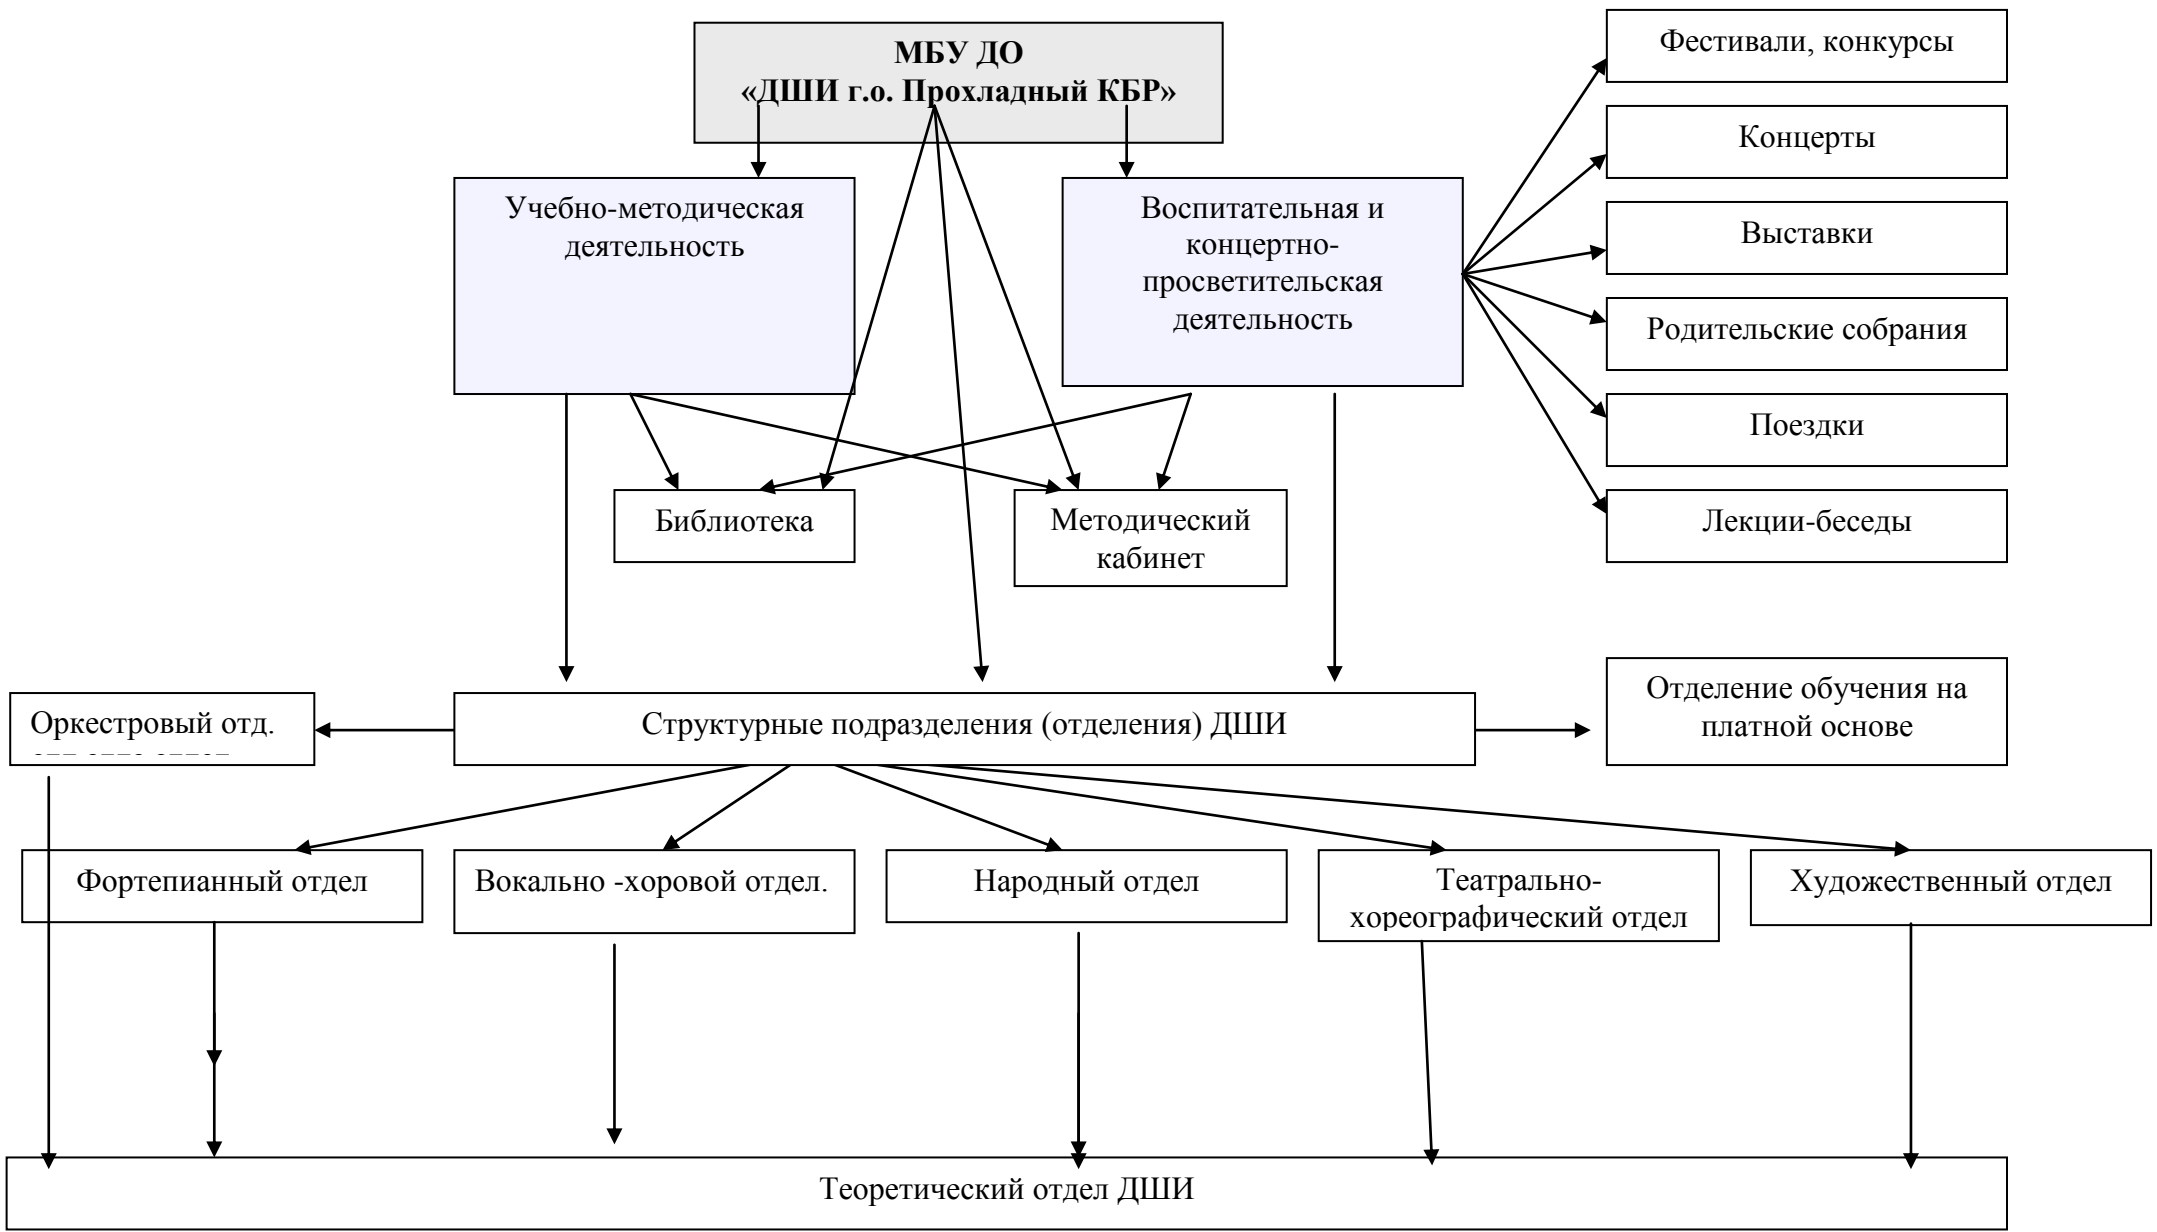 МБУ ДО
«ДШИ г.о. Прохладный КБР»
Фестивали, конкурсы
Концерты
Выставки
Родительские собрания
Поездки
Лекции-беседы
Учебно-методическая
деятельность
Воспитательная и
концертно-
просветительская
деятельность
Библиотека
Методический
кабинет
Оркестровый отд.
Структурные подразделения (отделения) ДШИ
Отделение обучения на
платной основе
Фортепианный отдел
Вокально -хоровой отдел.
Народный отдел
Театрально-
хореографический отдел
Художественный отдел
Теоретический отдел ДШИ